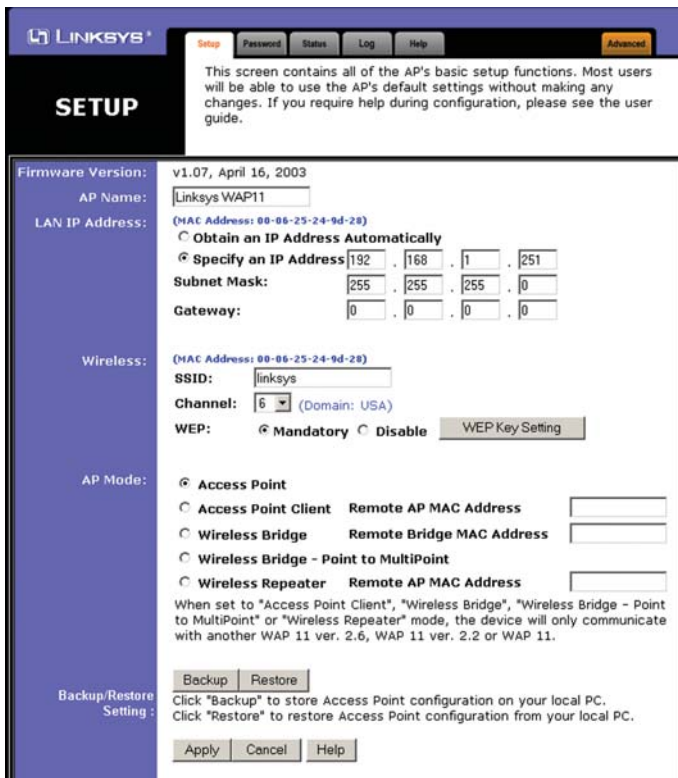 LINKSYS®
Setup Password Status Log Help Advanced
SETUP
This screen contains all of the AP's basic setup functions. Most users
will be able to use the AP's default settings without making any
changes. If you require help during configuration, please see the user
guide.
Firmware Version: v1.07, April 16, 2003
AP Name: Linksys WAP11
LAN IP Address: (MAC Address: 00-06-25-24-9d-28)
Obtain an IP Address Automatically
Specify an IP Address 192 . 168 . 1 . 251
Subnet Mask: 255 . 255 . 255 . 0
Gateway: 0 . 0 . 0 . 0
Wireless: (MAC Address: 00-06-25-24-9d-28)
SSID: linksys
Channel: 6 (Domain: USA)
WEP: Mandatory Disable WEP Key Setting
AP Mode: Access Point
Access Point Client Remote AP MAC Address
Wireless Bridge Remote Bridge MAC Address
Wireless Bridge - Point to MultiPoint
Wireless Repeater Remote AP MAC Address
When set to "Access Point Client", "Wireless Bridge", "Wireless Bridge - Point
to MultiPoint" or "Wireless Repeater" mode, the device will only communicate
with another WAP 11 ver. 2.6, WAP 11 ver. 2.2 or WAP 11.
Backup Restore
Backup/Restore Setting : Click "Backup" to store Access Point configuration on your local PC.
Click "Restore" to restore Access Point configuration from your local PC.
Apply Cancel Help